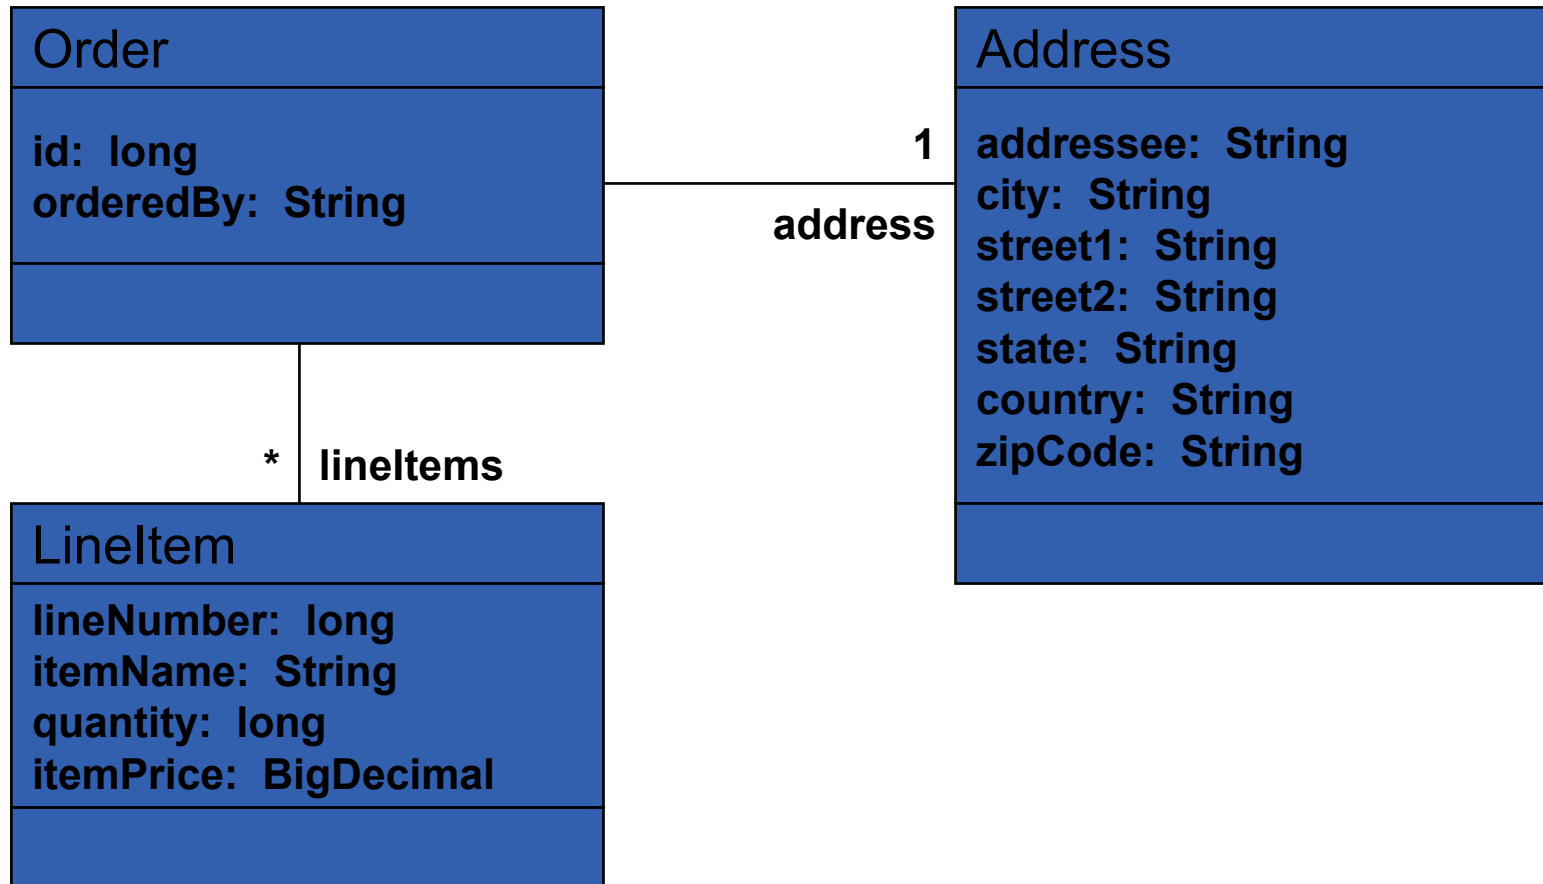 Order
id: long
orderedBy: String
1
address
Address
addressee: String
city: String
street1: String
street2: String
state: String
country: String
zipCode: String
* lineItems
LineItem
lineNumber: long
itemName: String
quantity: long
itemPrice: BigDecimal